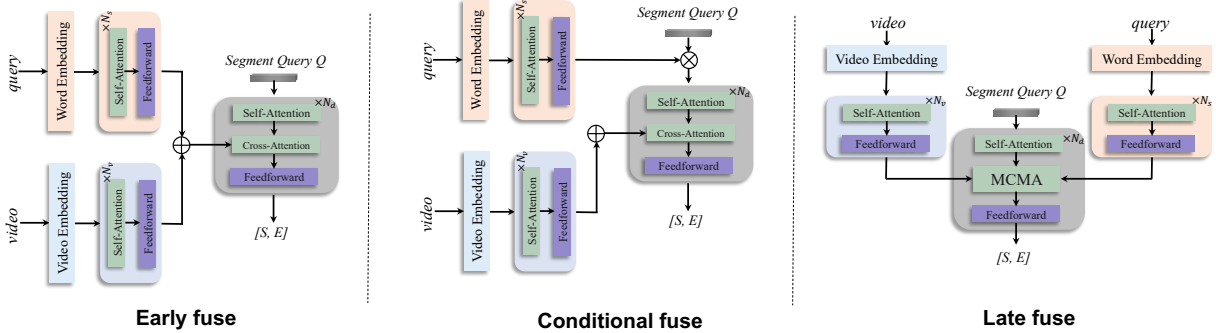 query
Word Embedding
×Nₛ
Self-Attention
Feedforward
Segment Query Q
×N_d
Self-Attention
Cross-Attention
Feedforward
[S, E]
video
Video Embedding
×Nᵥ
Self-Attention
Feedforward
Early fuse
query
Word Embedding
×Nₛ
Self-Attention
Feedforward
Segment Query Q
×N_d
Self-Attention
Cross-Attention
Feedforward
[S, E]
video
Video Embedding
×Nᵥ
Self-Attention
Feedforward
Conditional fuse
video
Video Embedding
×Nᵥ
Self-Attention
Feedforward
query
Word Embedding
×Nₛ
Self-Attention
Feedforward
Segment Query Q
×N_d
Self-Attention
MCMA
Feedforward
[S, E]
Late fuse